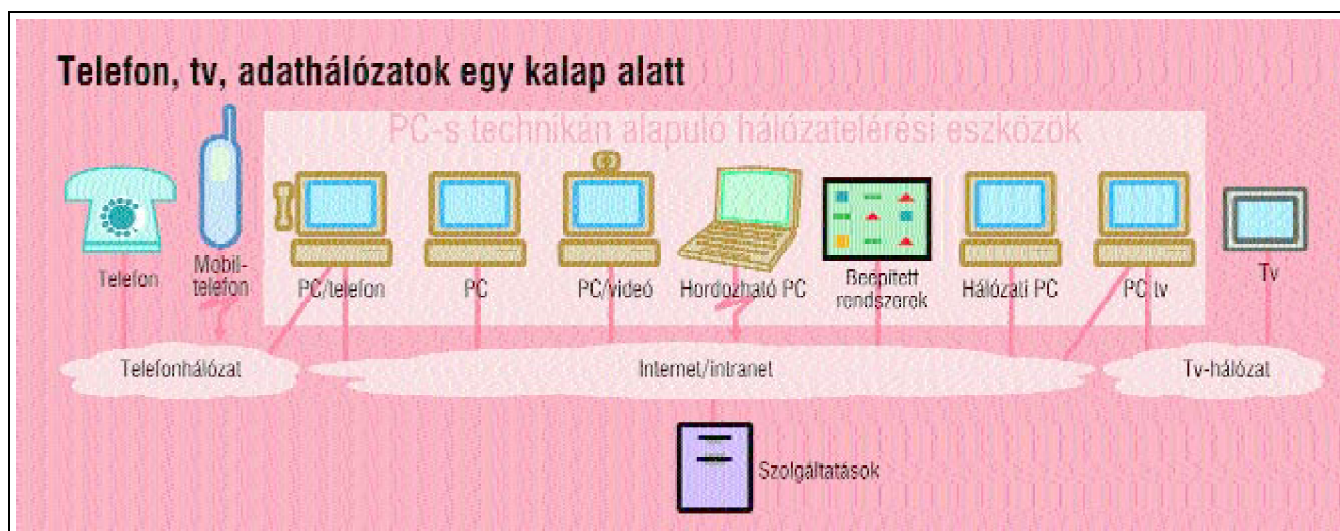 Telefon, tv, adathálózatok egy kalap alatt
PC-s technikán alapuló hálózatelérési eszközök
Telefon
Mobil-
telefon
PC/telefon
PC
PC/videó
Hordozható PC
Beépített
rendszerek
Hálózati PC
PC tv
Tv
Telefonhálózat
Internet/intranet
Tv-hálózat
Szolgáltatások